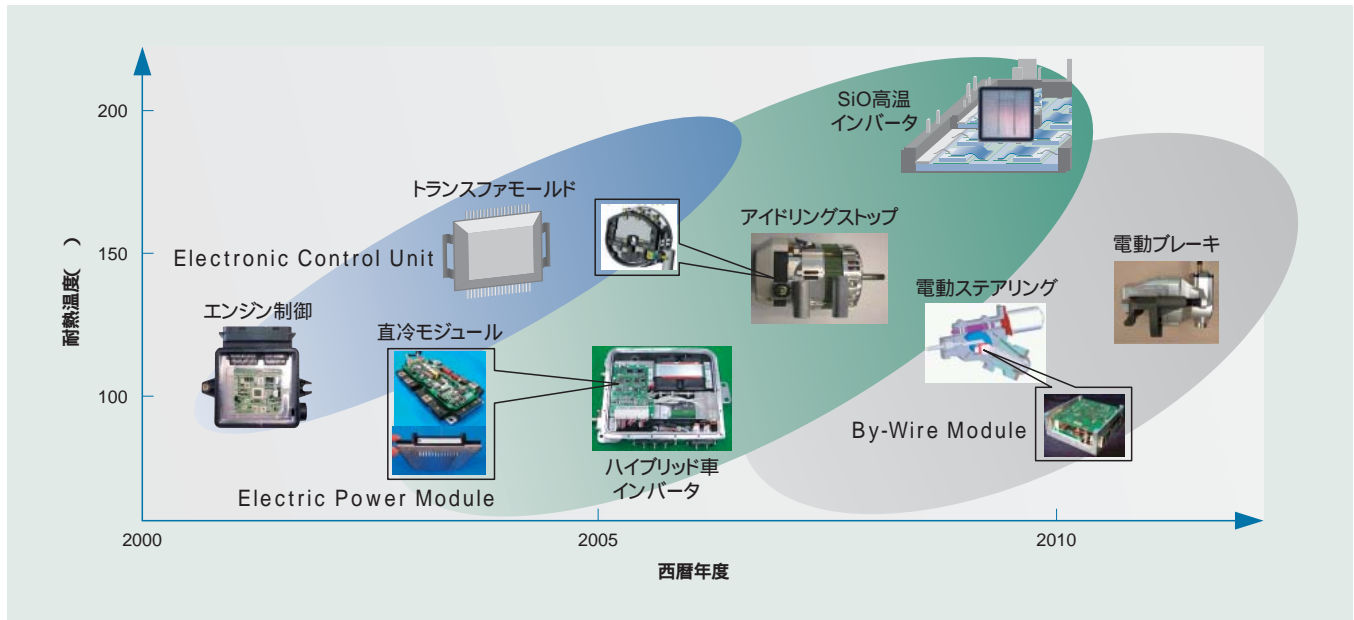 200
150
100
耐熱温度( )
2000
2005
2010
西暦年度
SiO高温
インバータ
トランスファモールド
Electronic Control Unit
エンジン制御
直冷モジュール
Electric Power Module
アイドリングストップ
ハイブリッド車
インバータ
電動ステアリング
電動ブレーキ
By-Wire Module